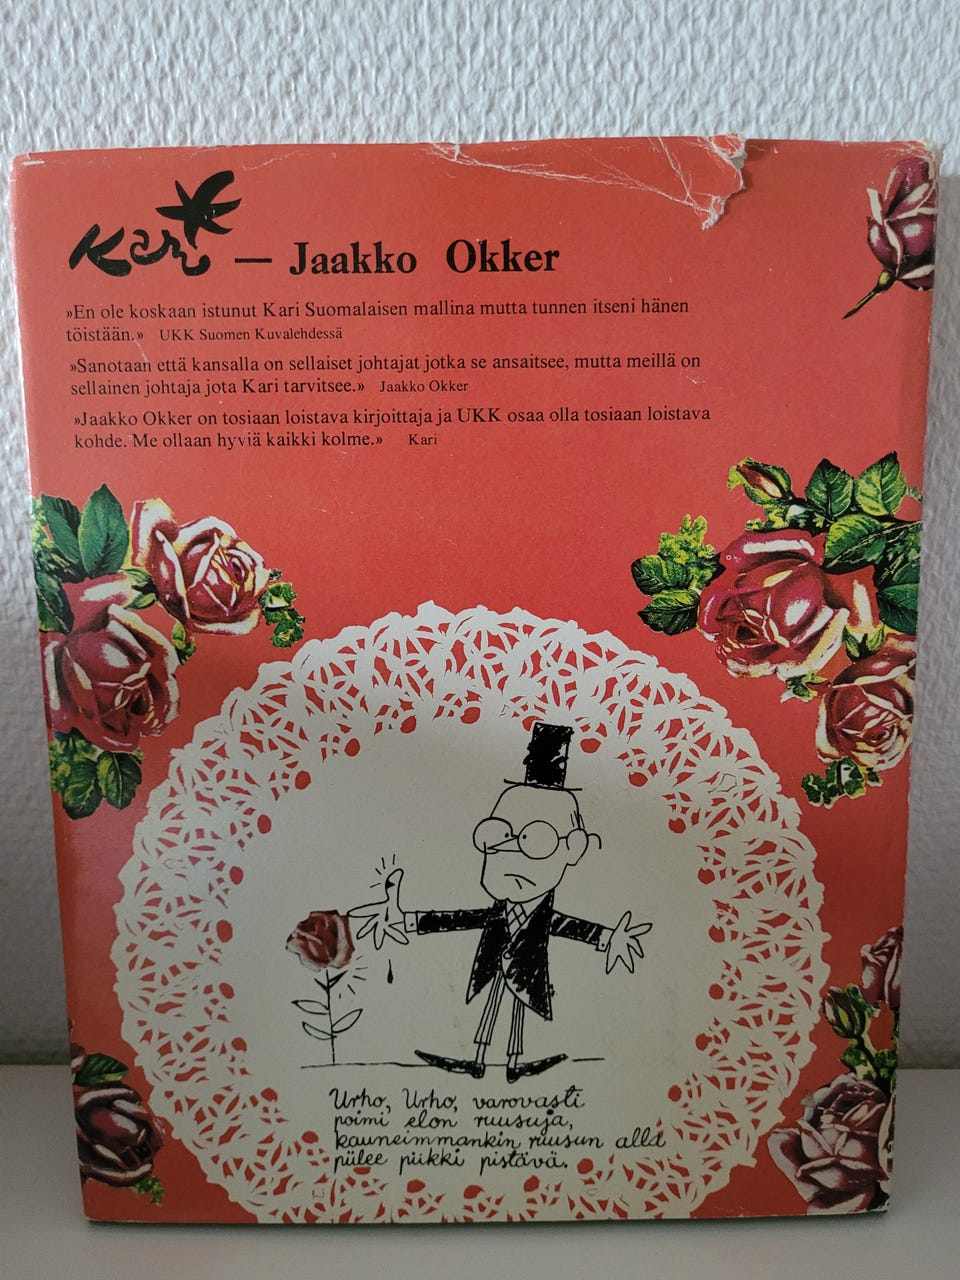 Kari — Jaakko Okker
»En ole koskaan istunut Kari Suomalaisen mallina mutta tunnen itseni hänen
töistään.» UKK Suomen Kuvalehdessä
»Sanotaan että kansalla on sellaiset johtajat jotka se ansaitsee, mutta meillä on
sellainen johtaja jota Kari tarvitsee.» Jaakko Okker
»Jaakko Okker on tosiaan loistava kirjoittaja ja UKK osaa olla tosiaan loistava
kohde. Me ollaan hyviä kaikki kolme.» Kari
Urho, Urho, varovasti
poimi elon ruusuja,
kauneimmankin ruusun alla
piilee piikki pistävä.